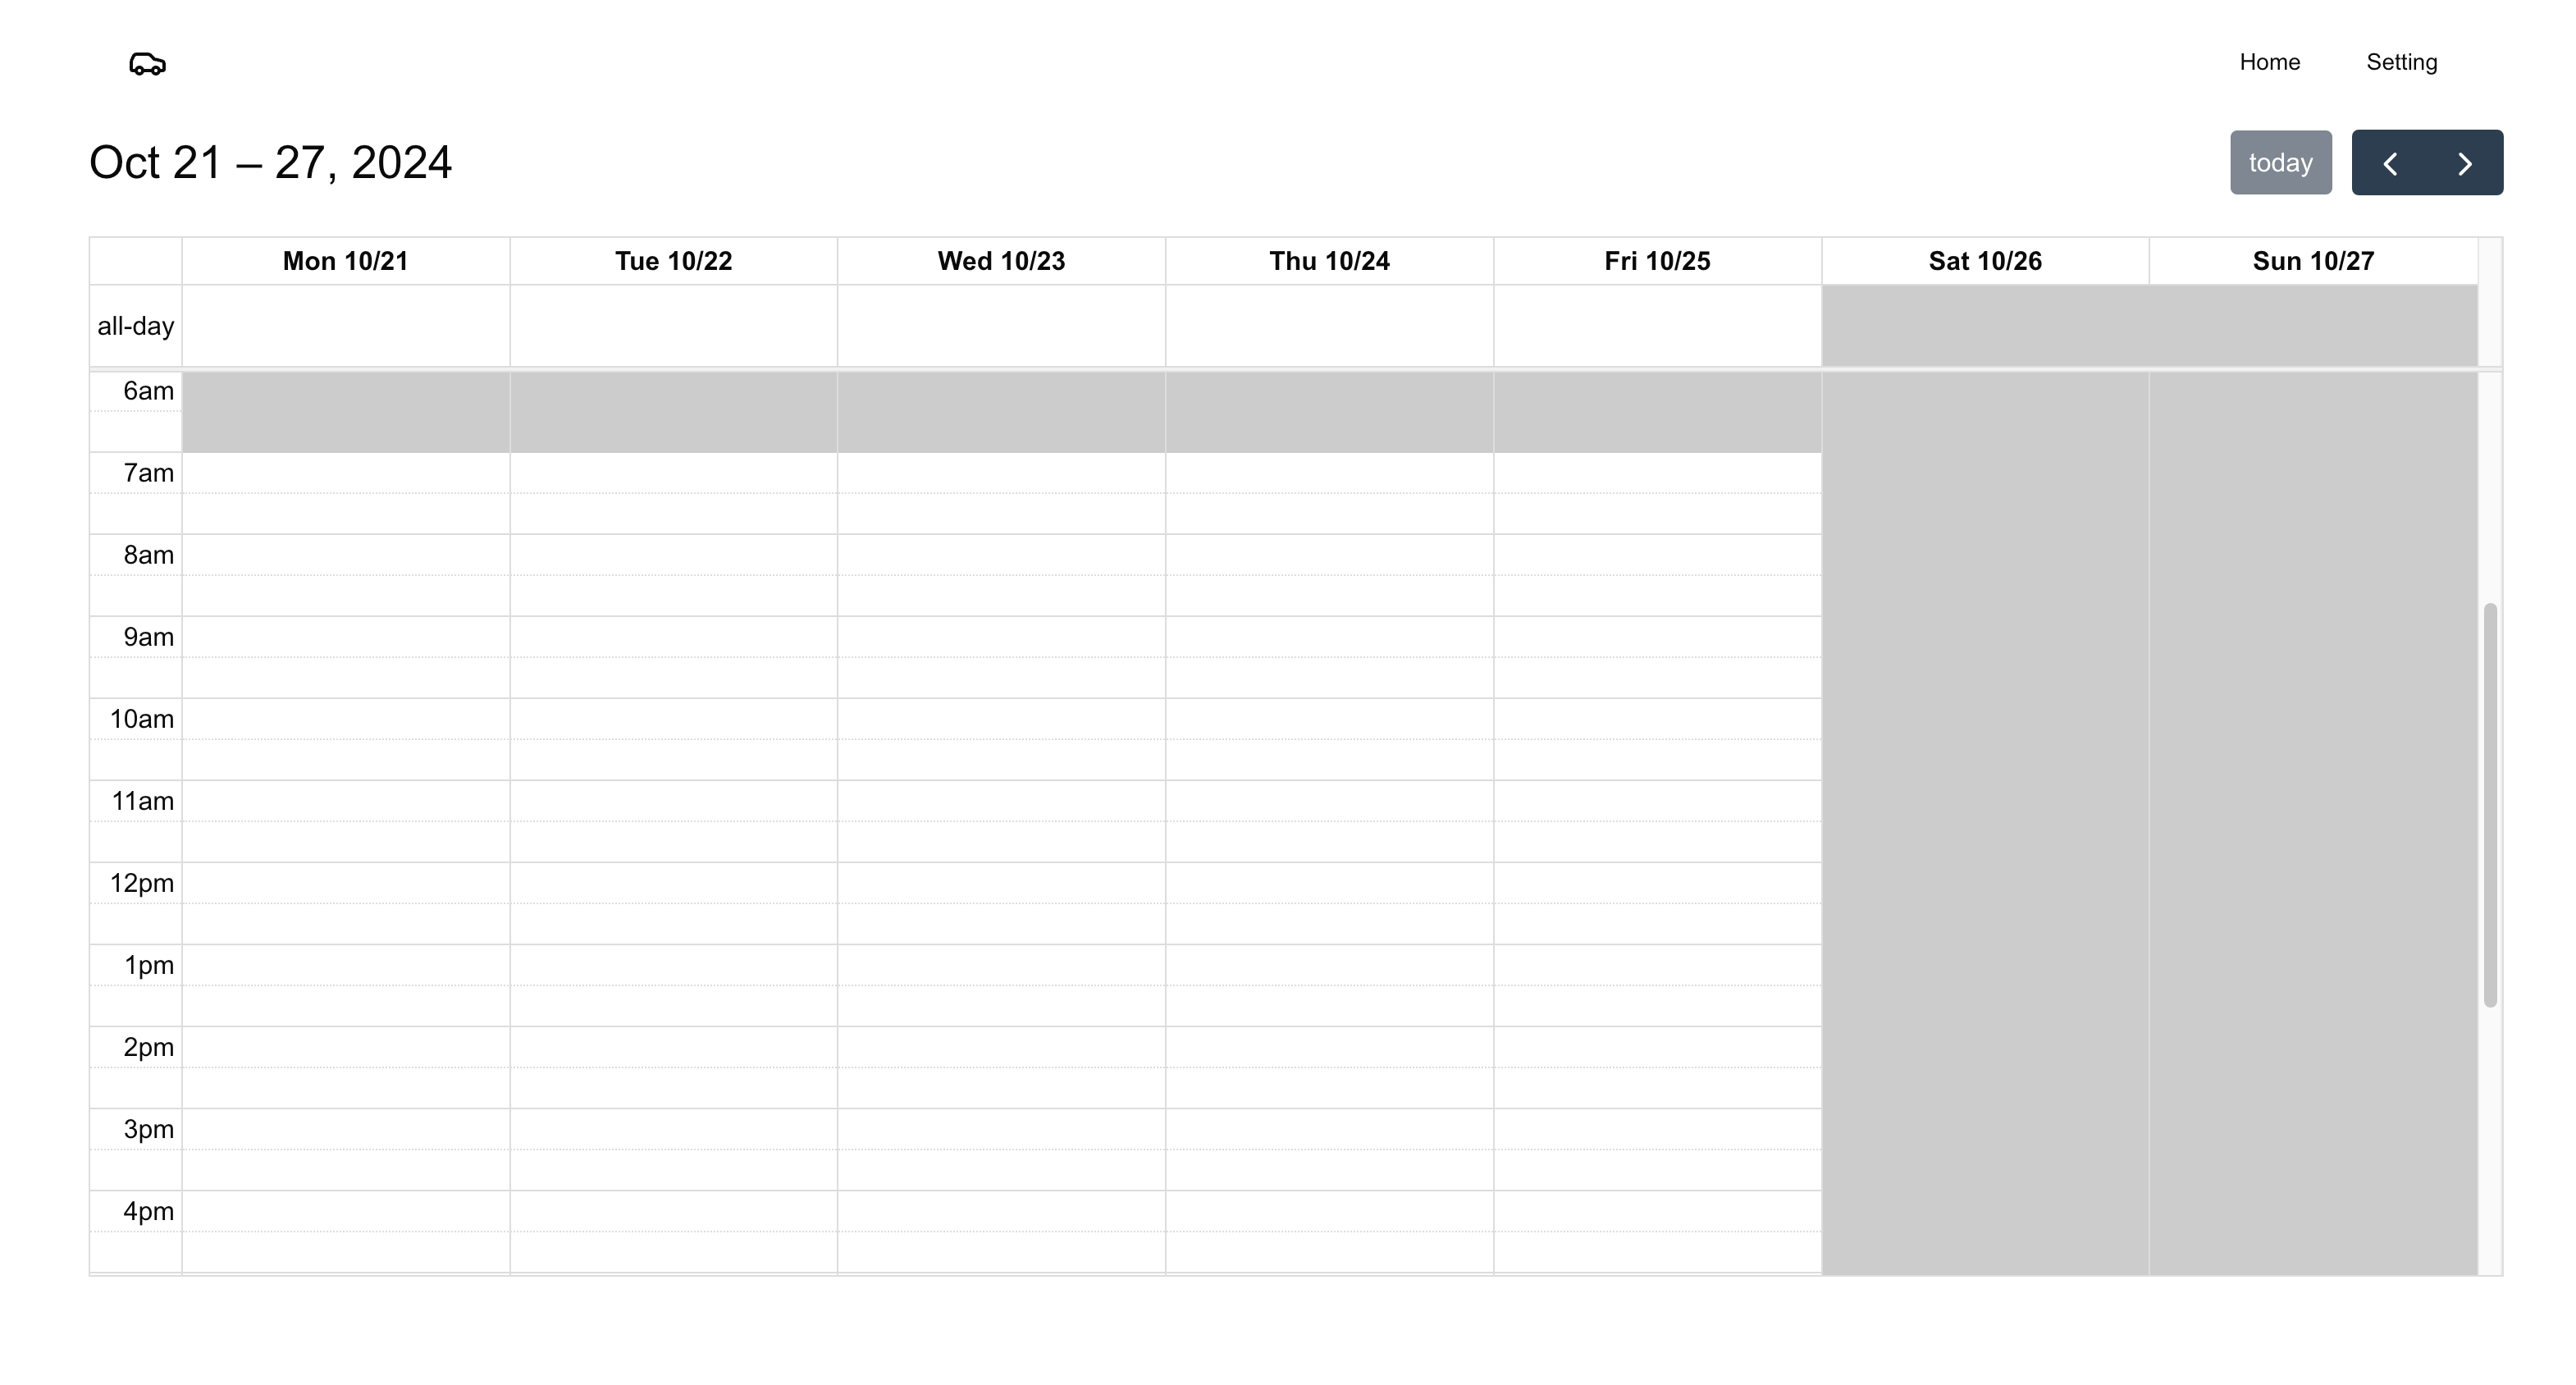 Home Setting
Oct 21 – 27, 2024
today
Mon 10/21 Tue 10/22 Wed 10/23 Thu 10/24 Fri 10/25 Sat 10/26 Sun 10/27
all-day
6am
7am
8am
9am
10am
11am
12pm
1pm
2pm
3pm
4pm